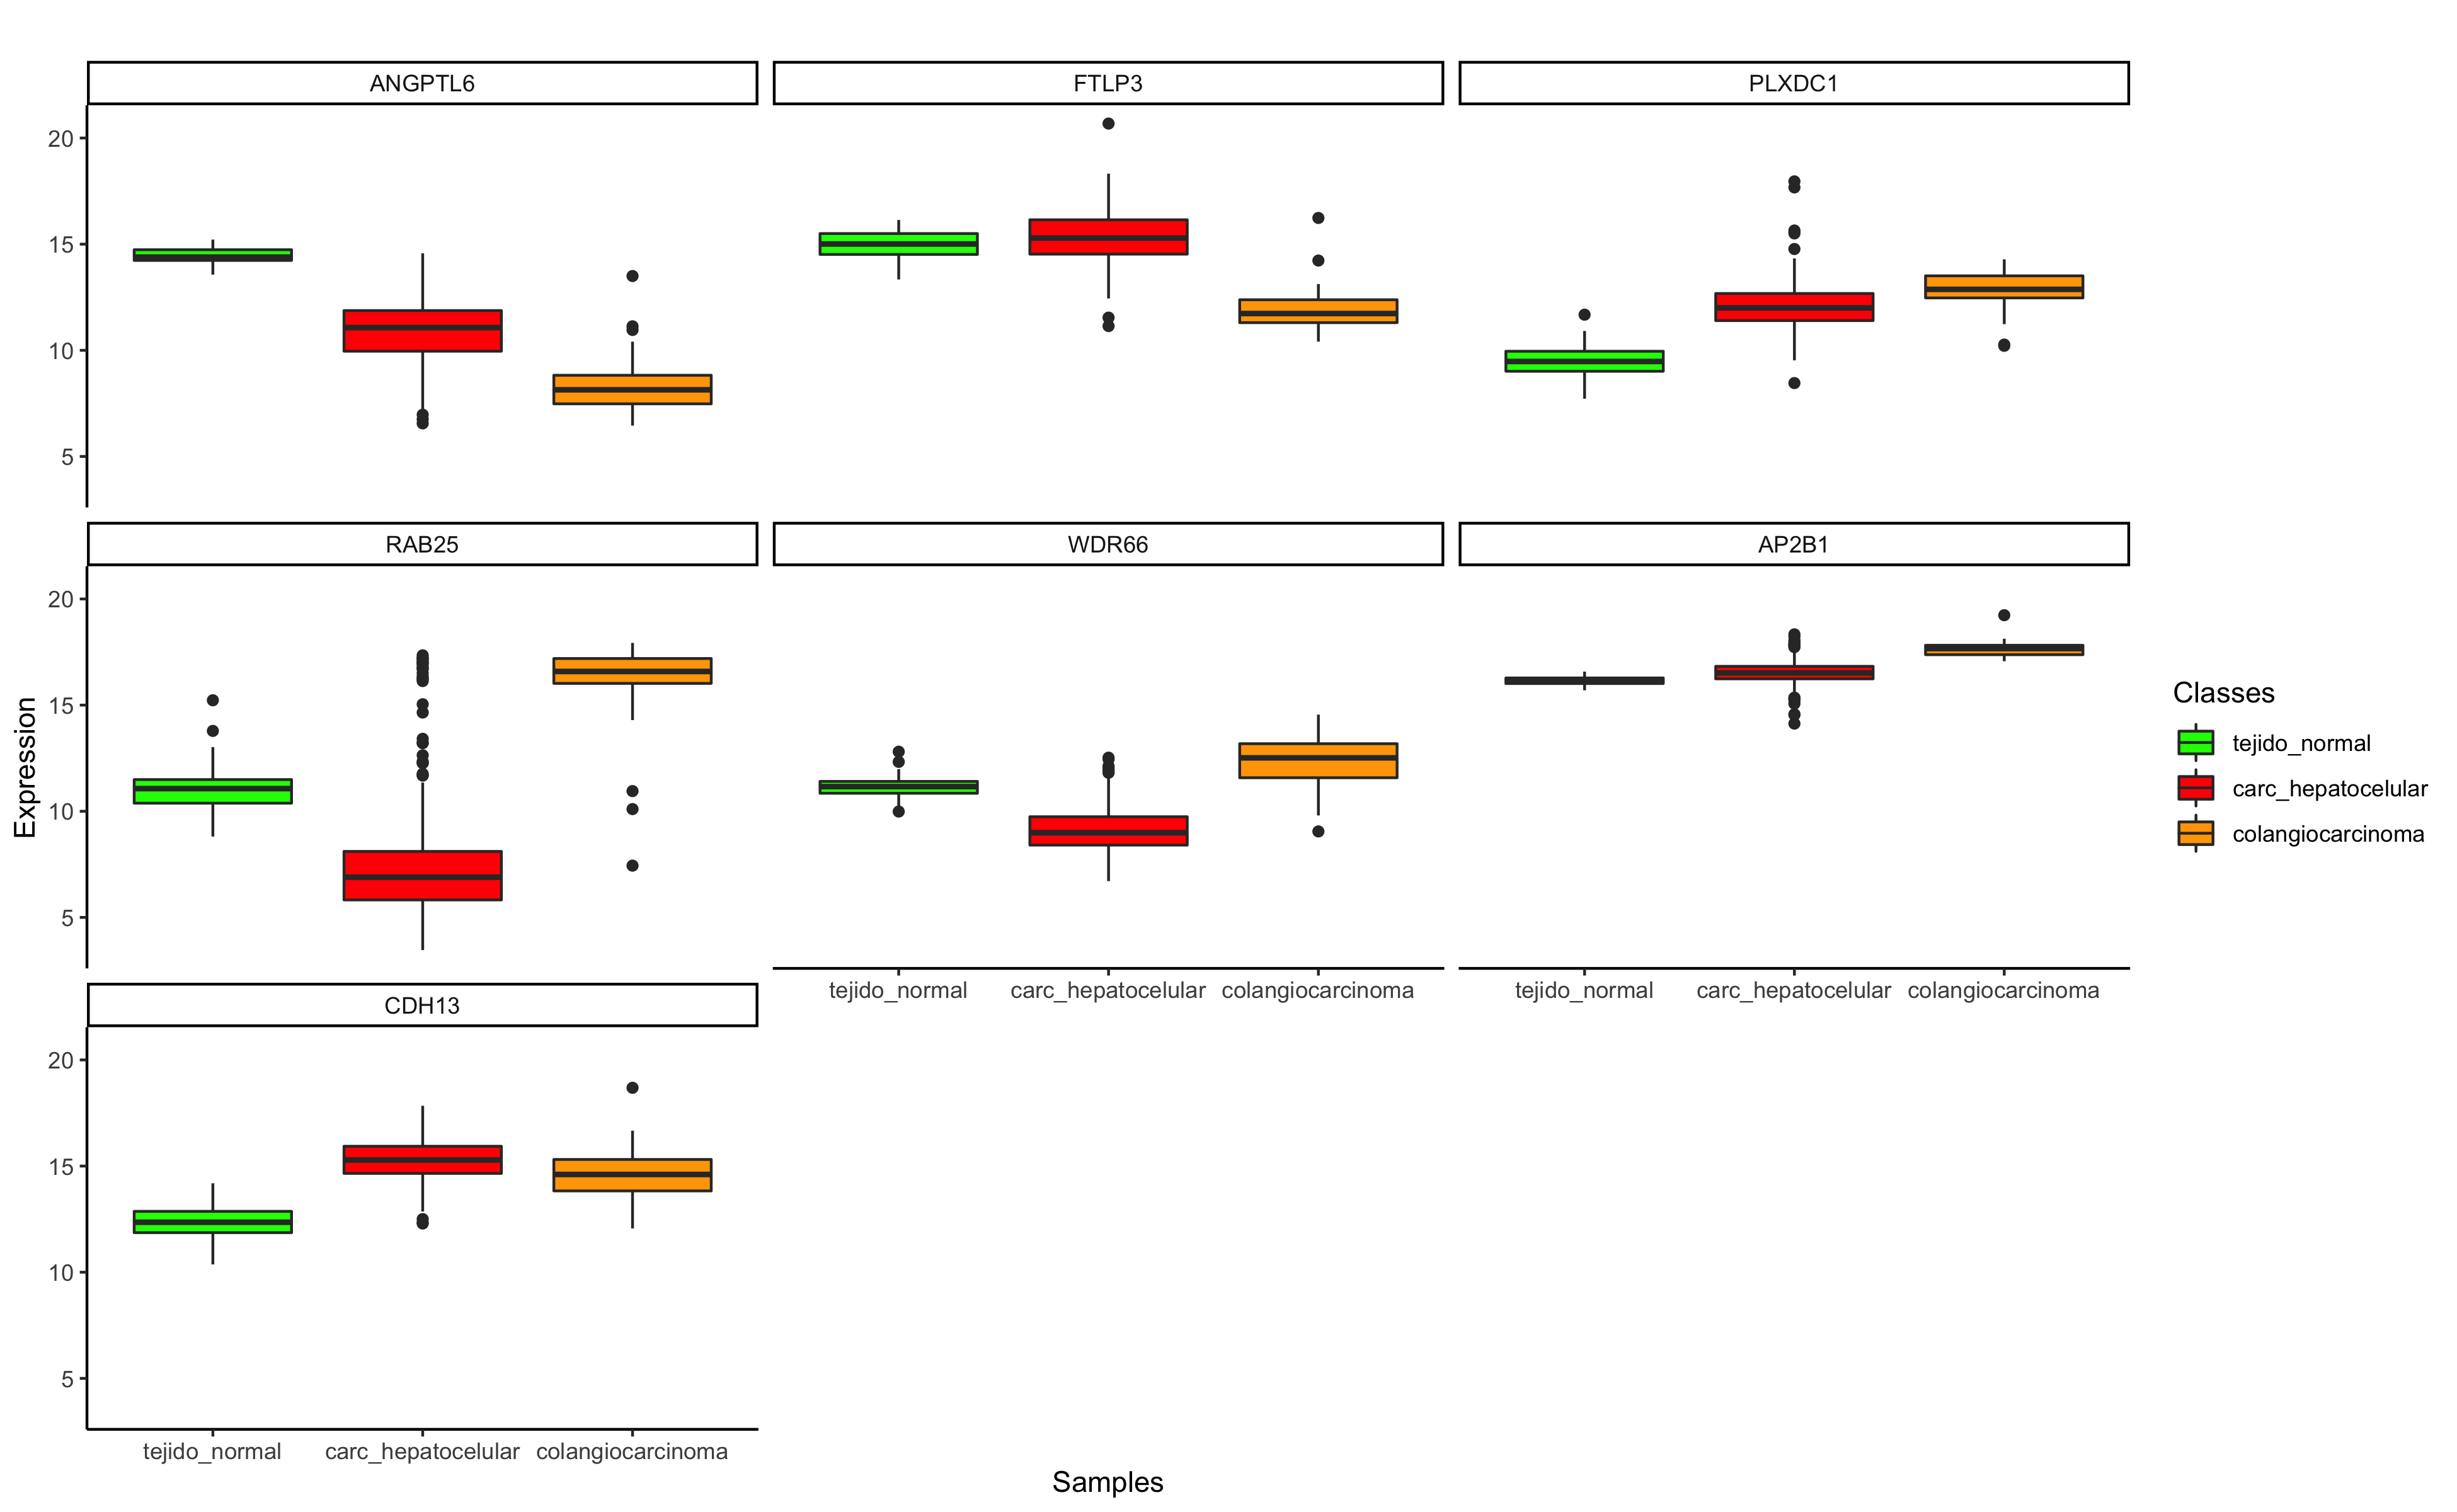 ANGPTL6
FTLP3
PLXDC1
20
15
10
5
RAB25
WDR66
AP2B1
20
15
10
5
Expression
tejido_normal
carc_hepatocelular
colangiocarcinoma
tejido_normal
carc_hepatocelular
colangiocarcinoma
CDH13
20
15
10
5
tejido_normal
carc_hepatocelular
colangiocarcinoma
Samples
Classes
tejido_normal
carc_hepatocelular
colangiocarcinoma